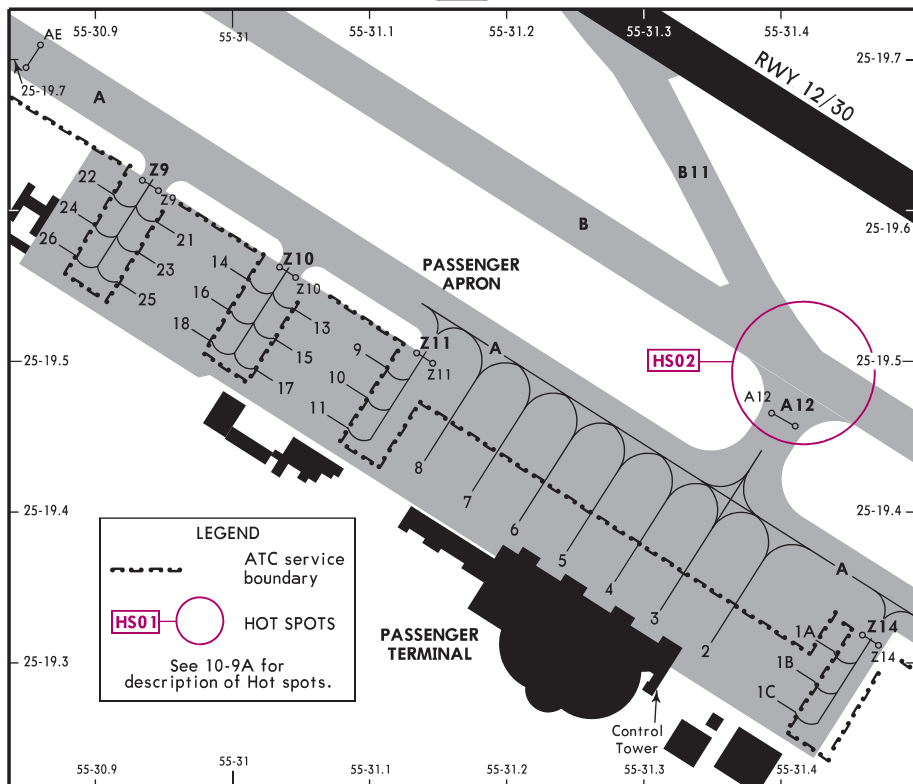 55-30.9
55-31
55-31.1
55-31.2
55-31.3
55-31.4
AE
25-19.7
25-19.7
RWY 12/30
A
B11
Z9
Z9
22
24
26
21
23
25
25-19.6
B
Z10
Z10
14
16
18
13
15
17
PASSENGER
APRON
Z11
Z11
9
10
11
A
25-19.5
HS02
25-19.5
A12
A12
8
7
6
5
4
3
2
25-19.4
25-19.4
LEGEND
ATC service
boundary
HS01
HOT SPOTS
See 10-9A for
description of Hot spots.
PASSENGER
TERMINAL
A
1A
1B
1C
Z14
Z14
25-19.3
25-19.3
Control
Tower
55-30.9
55-31
55-31.1
55-31.2
55-31.3
55-31.4